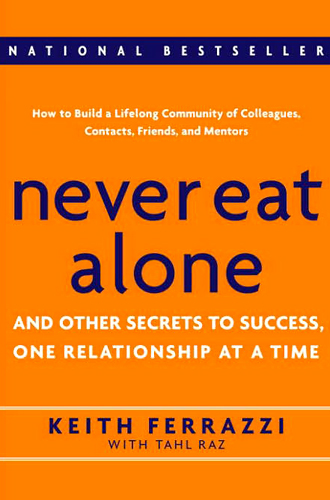 NATIONAL BESTSELLER
How to Build a Lifelong Community of Colleagues,
Contacts, Friends, and Mentors
never eat
alone
AND OTHER SECRETS TO SUCCESS,
ONE RELATIONSHIP AT A TIME
KEITH FERRAZZI
WITH TAHL RAZ